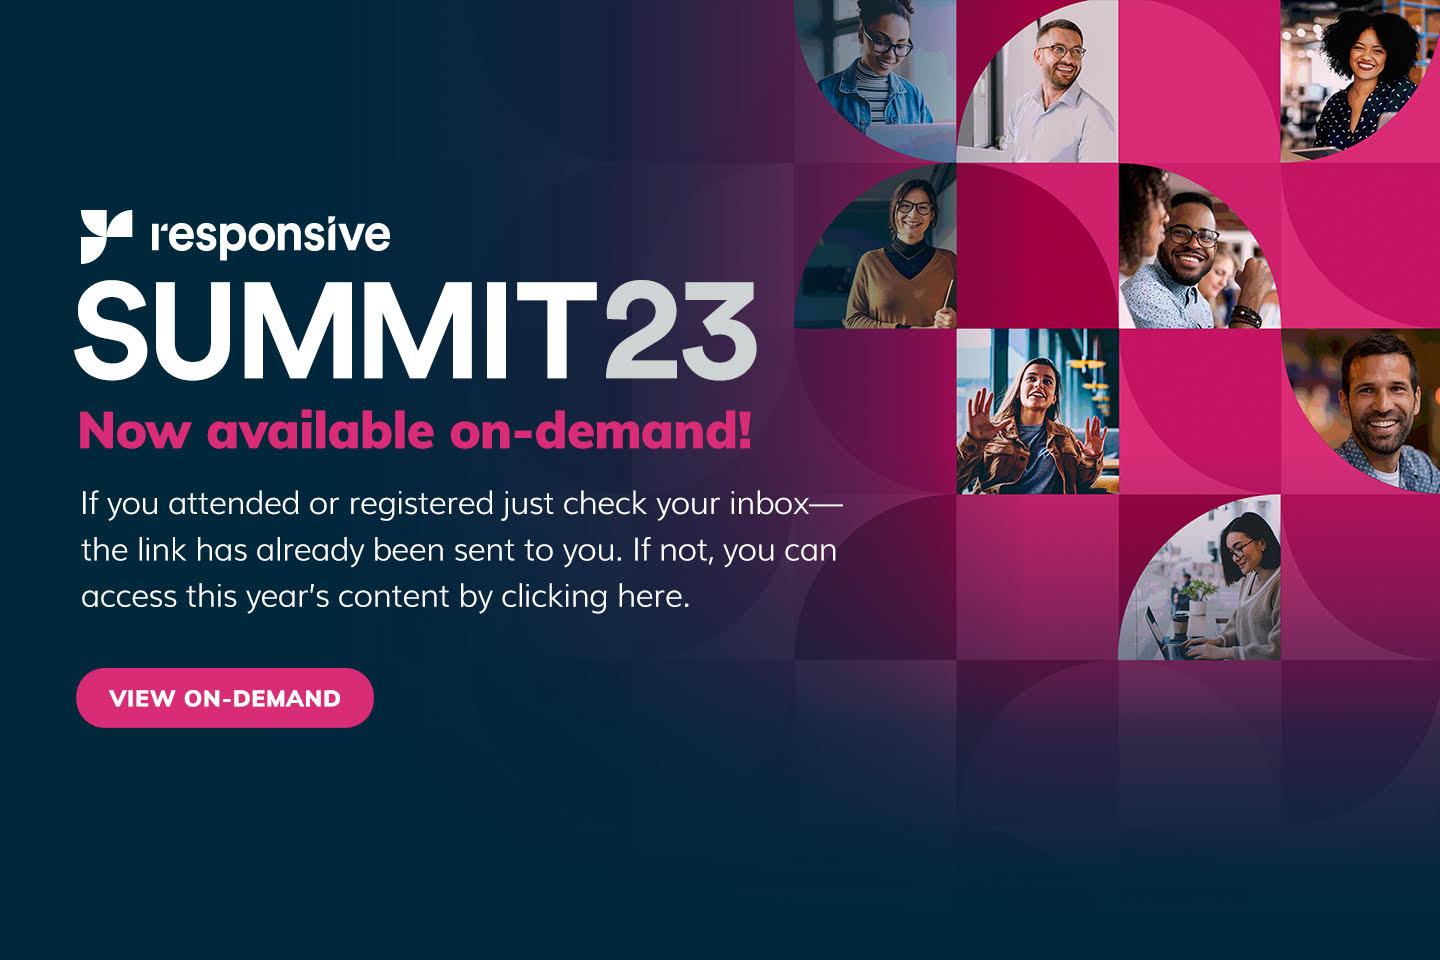 responsive
SUMMIT23
Now available on-demand!
If you attended or registered just check your inbox—
the link has already been sent to you. If not, you can
access this year's content by clicking here.
VIEW ON-DEMAND